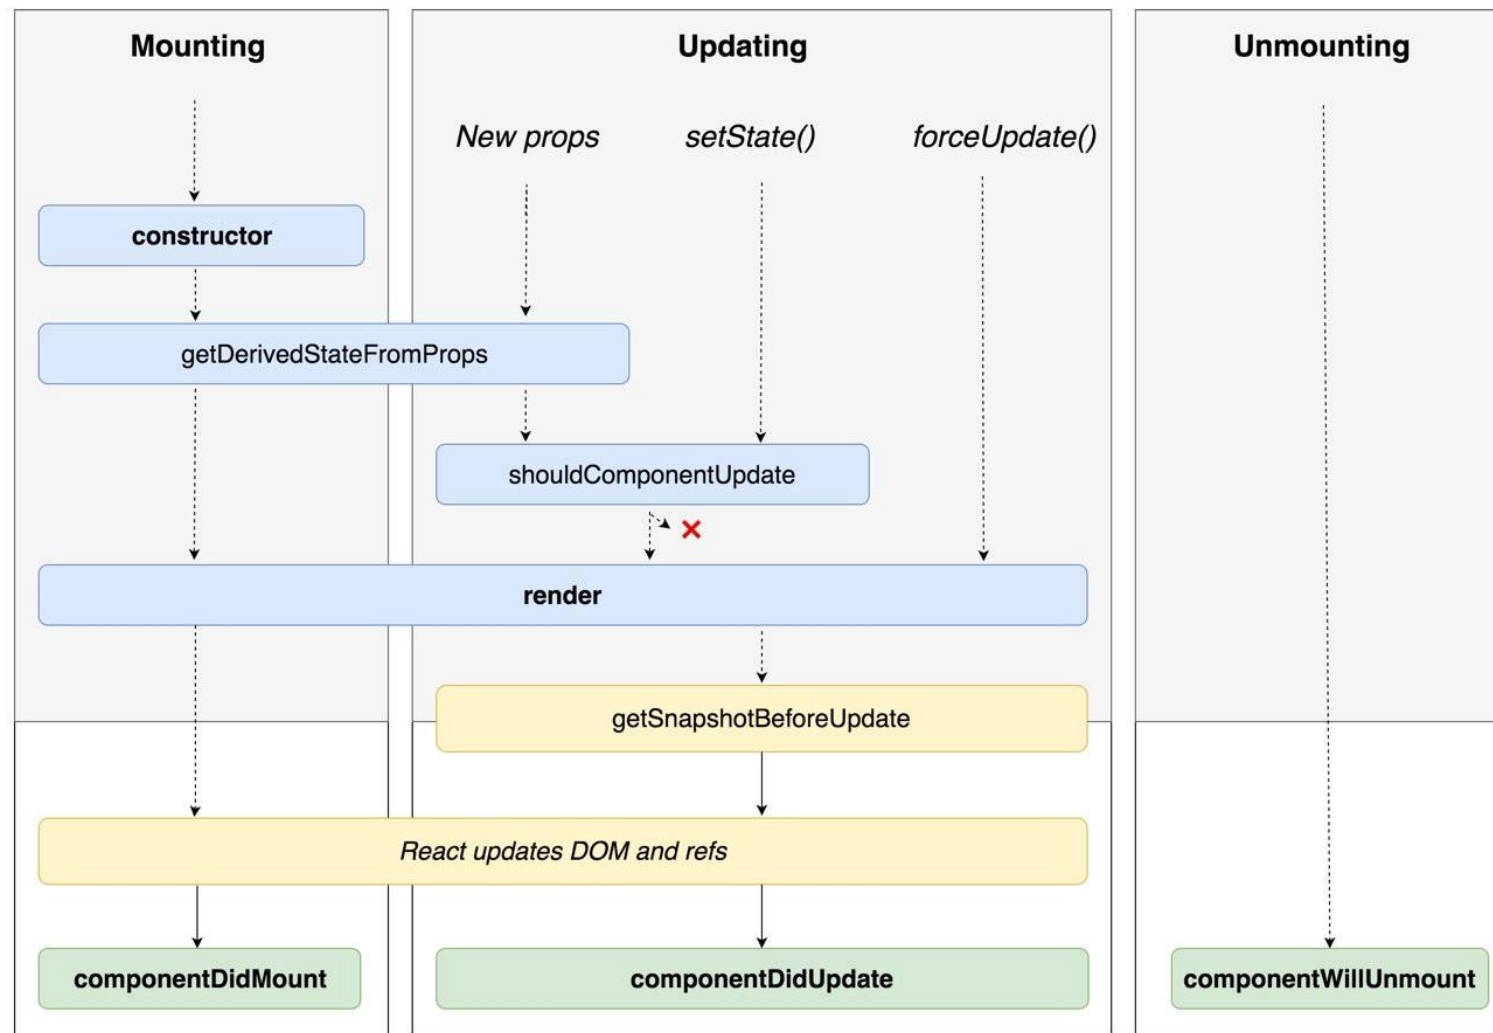 Mounting
Updating
Unmounting
New props
setState()
forceUpdate()
constructor
getDerivedStateFromProps
shouldComponentUpdate
render
getSnapshotBeforeUpdate
React updates DOM and refs
componentDidMount
componentDidUpdate
componentWillUnmount